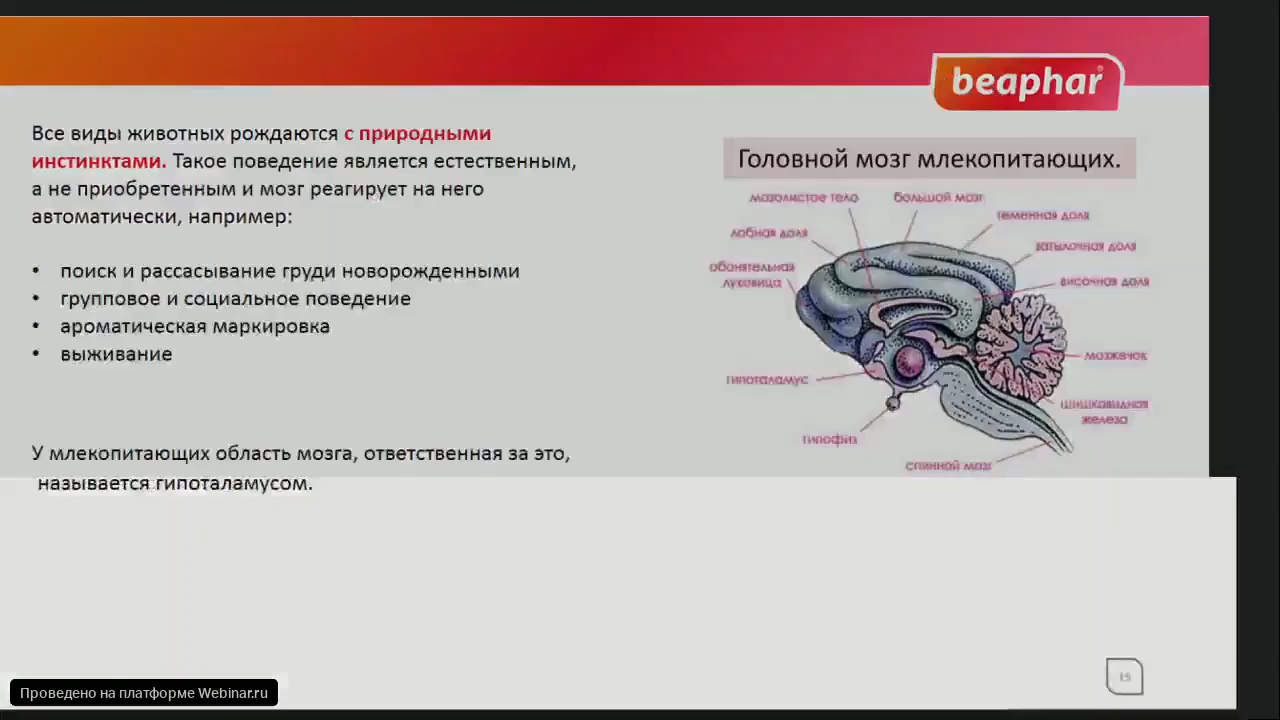 beaphar
Все виды животных рождаются с природными
инстинктами. Такое поведение является естественным,
а не приобретенным и мозг реагирует на него
автоматически, например:
• поиск и рассасывание груди новорожденными
• групповое и социальное поведение
• ароматическая маркировка
• выживание
У млекопитающих область мозга, ответственная за это,
называется гипоталамусом.
Головной мозг млекопитающих.
мозолистое тело
большой мозг
теменная доля
лобная доля
затылочная доля
обонятельная
луковица
височная доля
мозжечок
гипоталамус
шишковидная
железа
гипофиз
спинной мозг
15
Проведено на платформе Webinar.ru